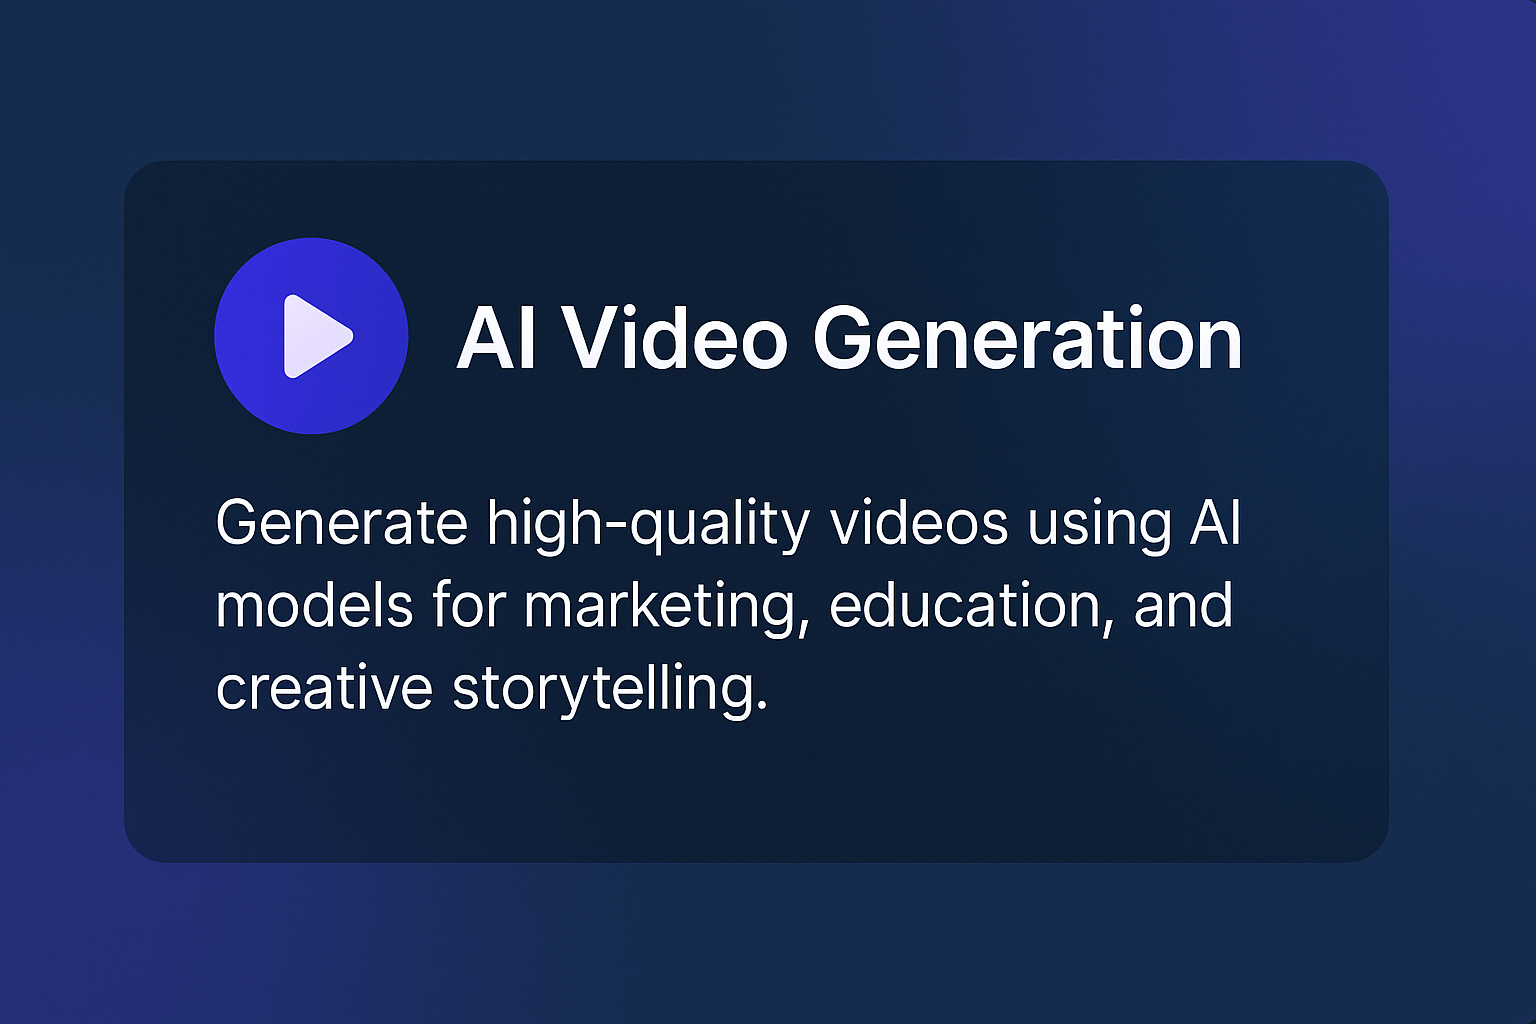 AI Video Generation
Generate high-quality videos using AI
models for marketing, education, and
creative storytelling.